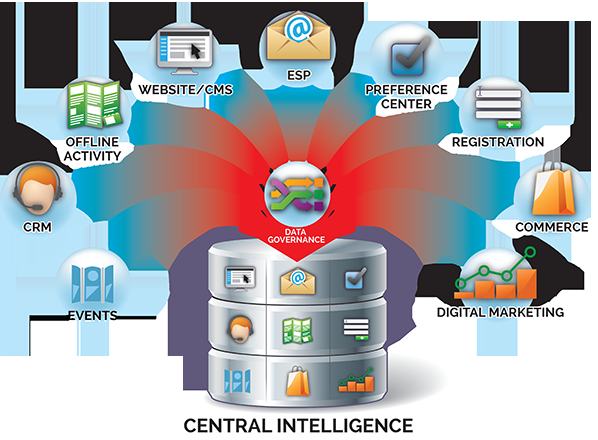 ESP
WEBSITE/CMS
PREFERENCE
CENTER
OFFLINE
ACTIVITY
REGISTRATION
CRM
COMMERCE
DATA
GOVERNANCE
EVENTS
DIGITAL MARKETING
CENTRAL INTELLIGENCE